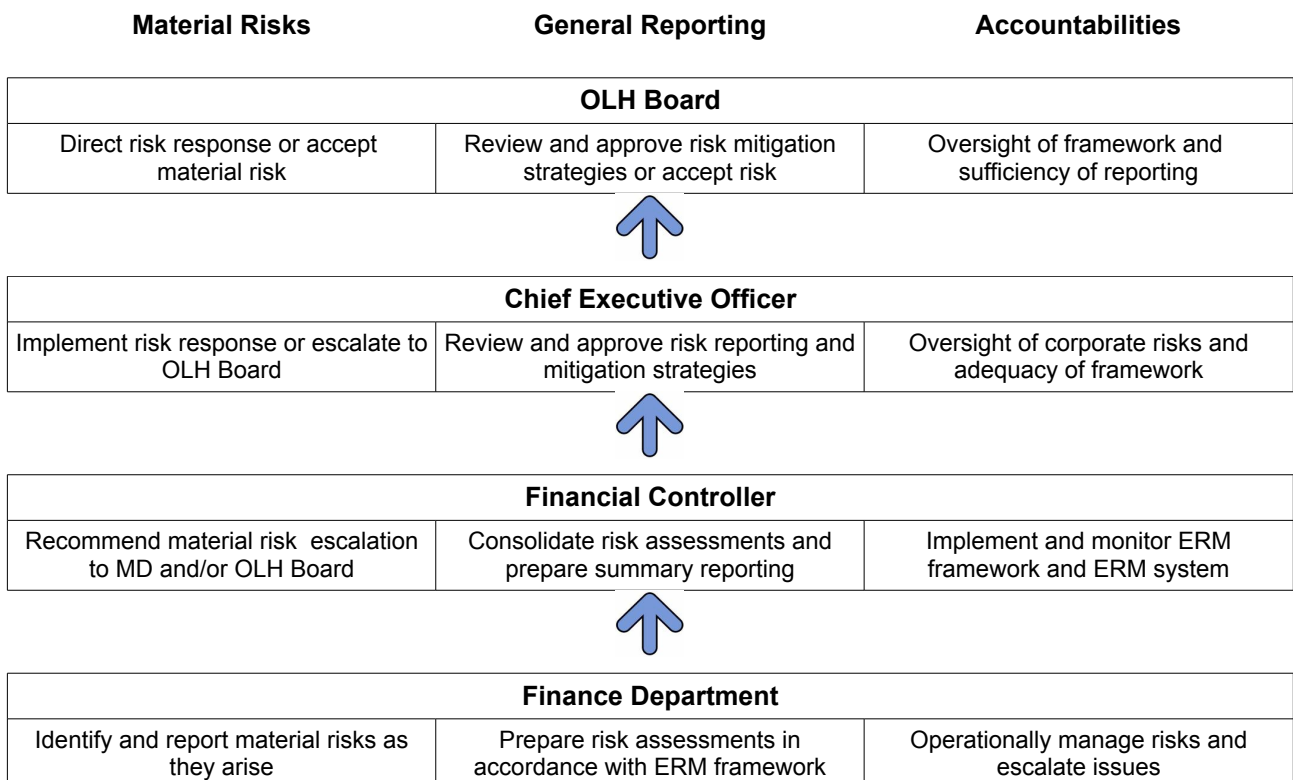 Material Risks
General Reporting
Accountabilities
OLH Board
Direct risk response or accept
material risk
Review and approve risk mitigation
strategies or accept risk
Oversight of framework and
sufficiency of reporting
Chief Executive Officer
Implement risk response or escalate to
OLH Board
Review and approve risk reporting and
mitigation strategies
Oversight of corporate risks and
adequacy of framework
Financial Controller
Recommend material risk escalation
to MD and/or OLH Board
Consolidate risk assessments and
prepare summary reporting
Implement and monitor ERM
framework and ERM system
Finance Department
Identify and report material risks as
they arise
Prepare risk assessments in
accordance with ERM framework
Operationally manage risks and
escalate issues